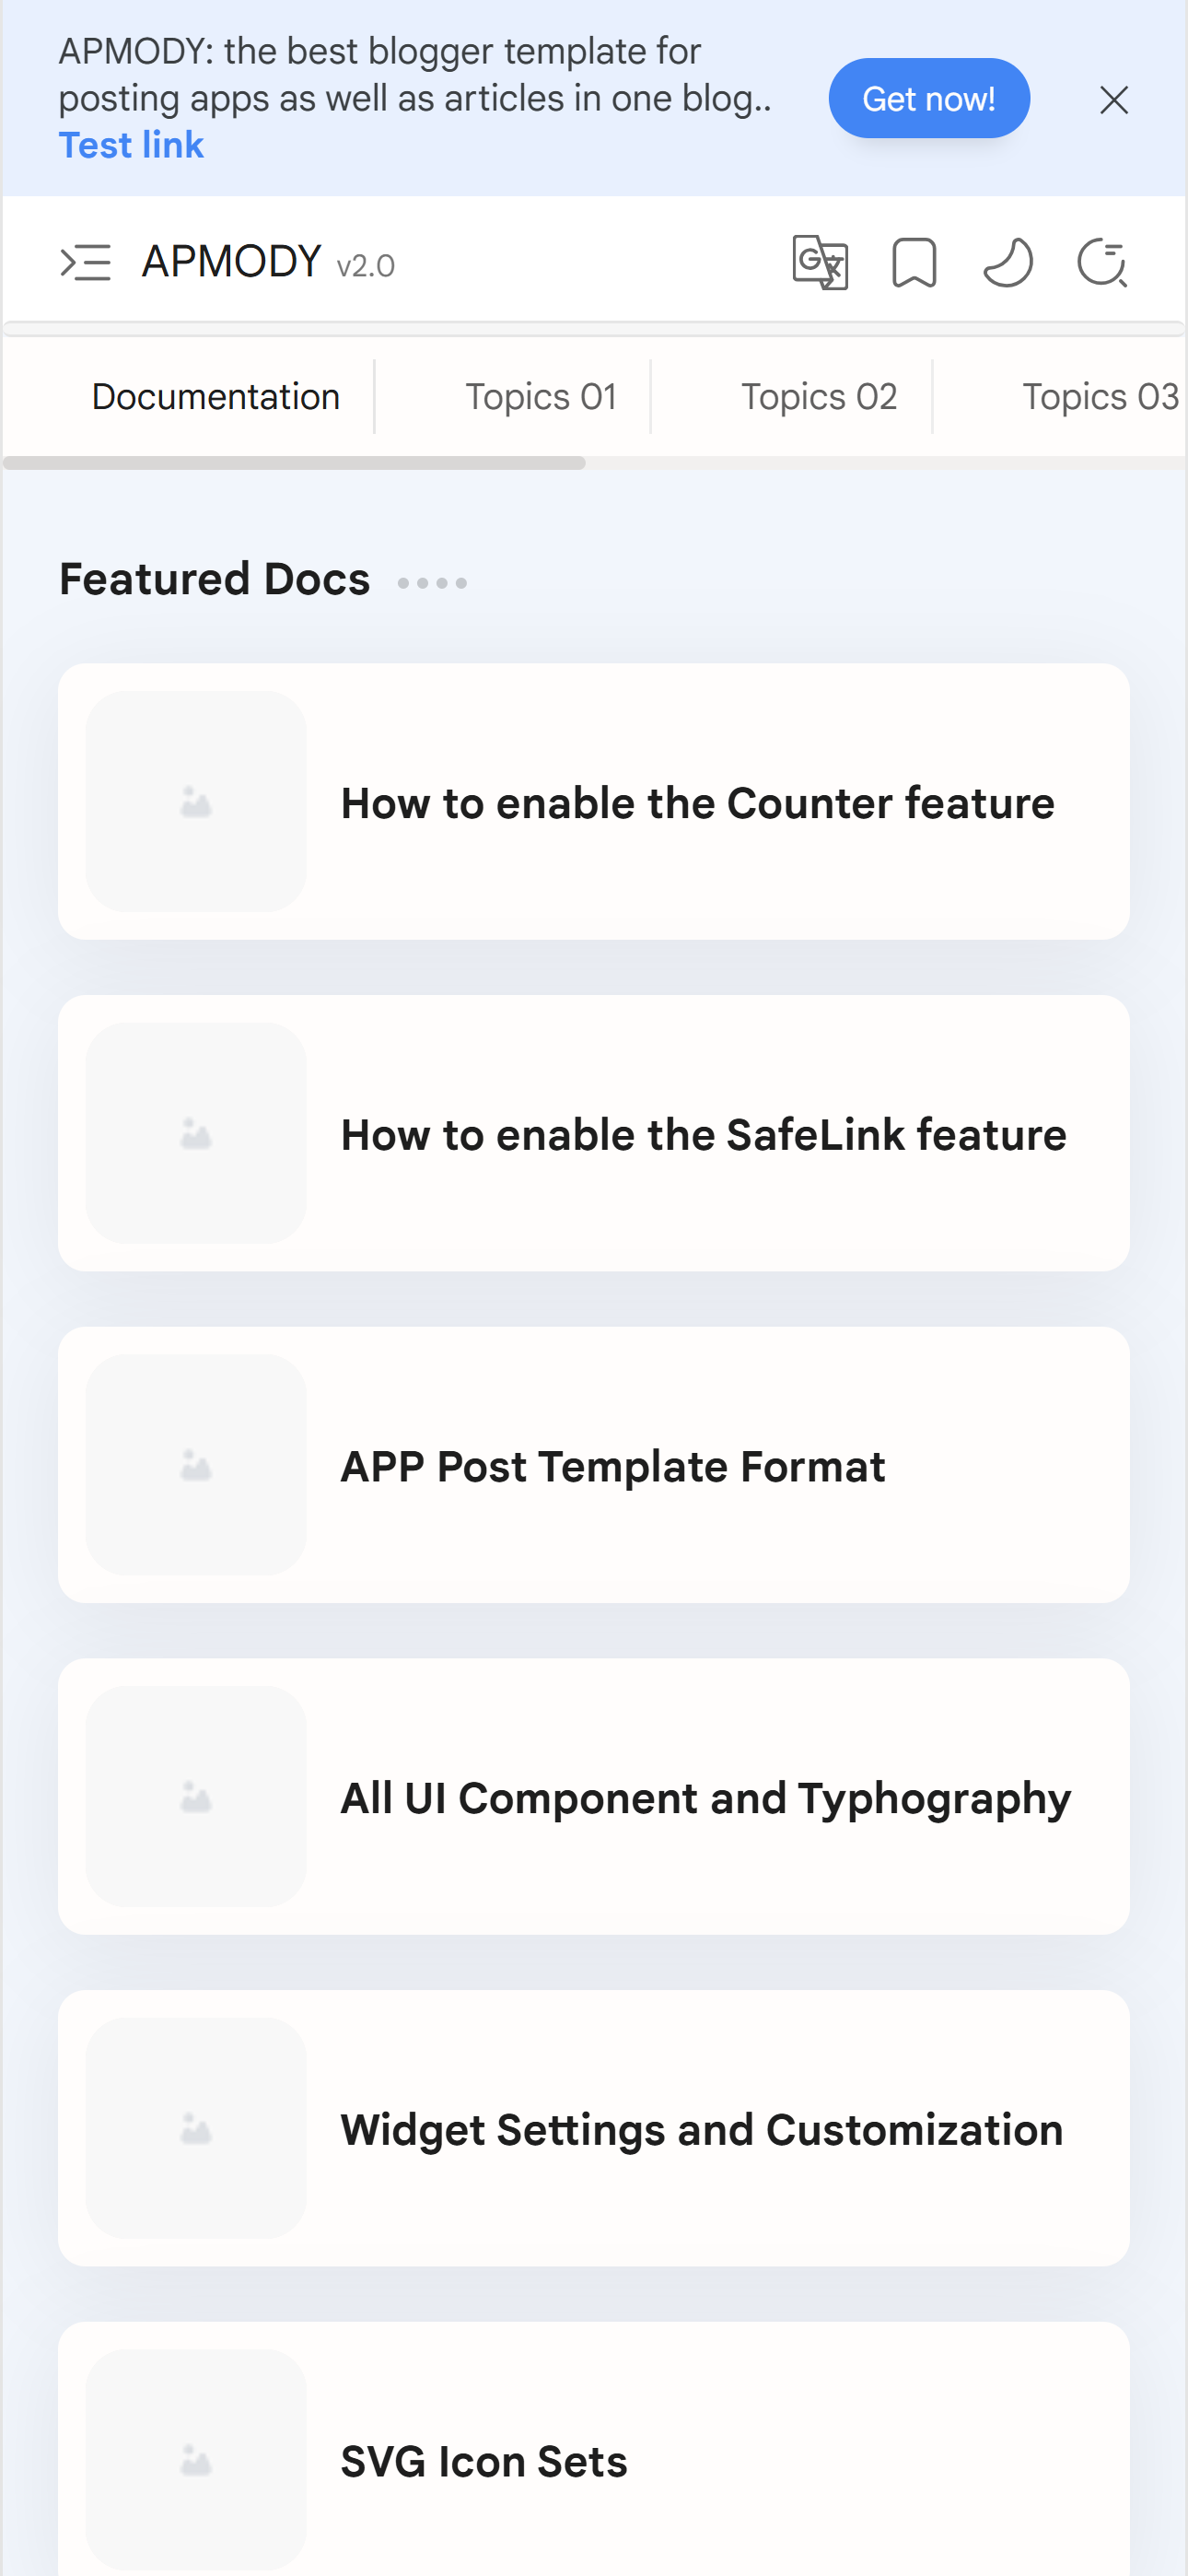 APMODY: the best blogger template for
posting apps as well as articles in one blog..
Test link
Get now!
APMODY v2.0
Documentation
Topics 01
Topics 02
Topics 03
Featured Docs
How to enable the Counter feature
How to enable the SafeLink feature
APP Post Template Format
All UI Component and Typhography
Widget Settings and Customization
SVG Icon Sets